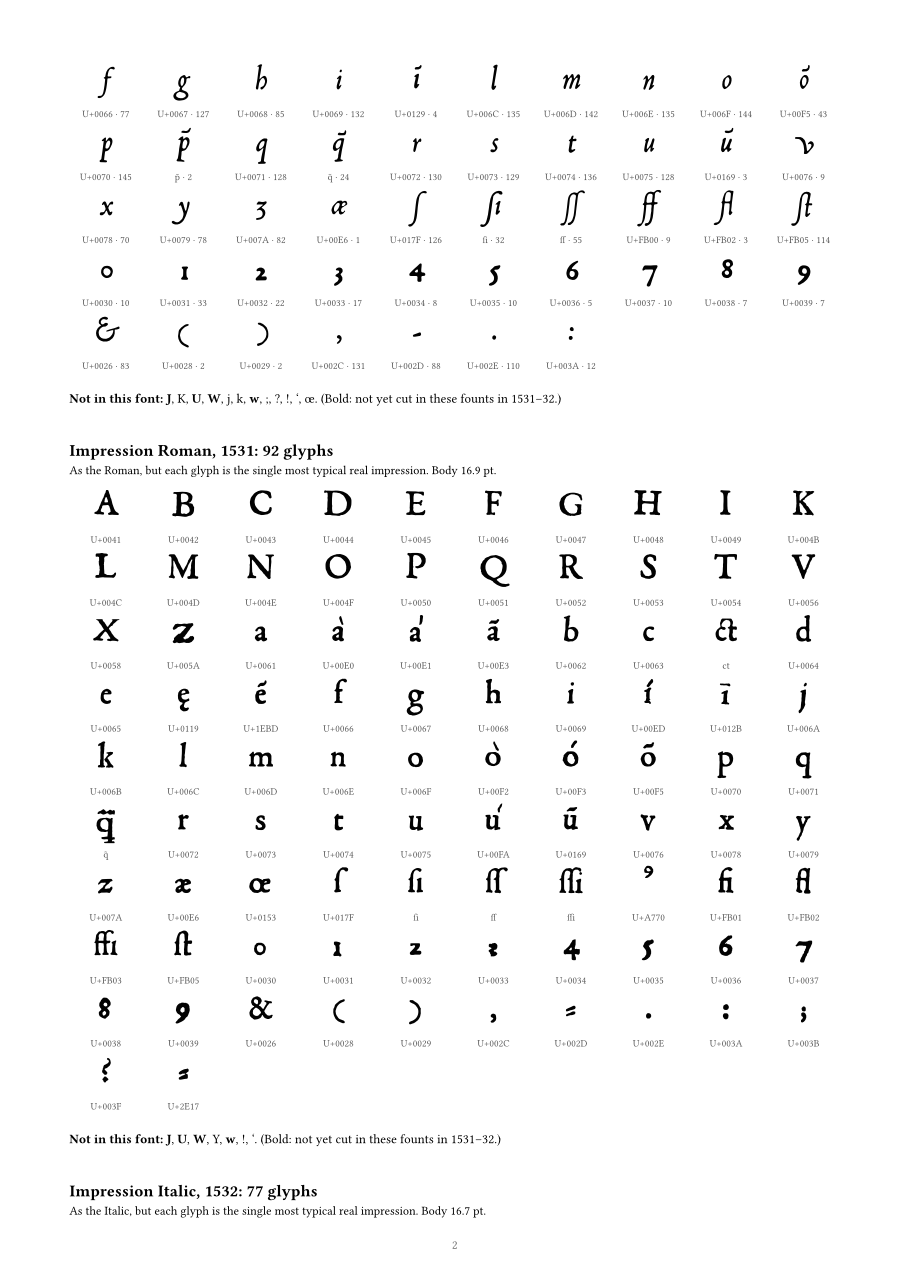 f g h i ĩ l m n o õ
U+0066 · 77 U+0067 · 127 U+0068 · 85 U+0069 · 132 U+0129 · 4 U+006C · 135 U+006D · 142 U+006E · 135 U+006F · 144 U+00F5 · 43
p p̃ q q̃ r s t u ũ v
U+0070 · 145 p̃ · 2 U+0071 · 128 q̃ · 24 U+0072 · 130 U+0073 · 129 U+0074 · 136 U+0075 · 128 U+0169 · 3 U+0076 · 9
x y z æ ſ ſi ſſ ff fl ſt
U+0078 · 70 U+0079 · 78 U+007A · 82 U+00E6 · 1 U+017F · 126 ſi · 32 ſſ · 55 U+FB00 · 9 U+FB02 · 3 U+FB05 · 114
0 1 2 3 4 5 6 7 8 9
U+0030 · 10 U+0031 · 33 U+0032 · 22 U+0033 · 17 U+0034 · 8 U+0035 · 10 U+0036 · 5 U+0037 · 10 U+0038 · 7 U+0039 · 7
& ( ) , - . :
U+0026 · 83 U+0028 · 2 U+0029 · 2 U+002C · 131 U+002D · 88 U+002E · 110 U+003A · 12
Not in this font: J, K, U, W, j, k, w, ;, ?, !, ‘, œ. (Bold: not yet cut in these founts in 1531–32.)
Impression Roman, 1531: 92 glyphs
As the Roman, but each glyph is the single most typical real impression. Body 16.9 pt.
A B C D E F G H I K
U+0041 U+0042 U+0043 U+0044 U+0045 U+0046 U+0047 U+0048 U+0049 U+004B
L M N O P Q R S T V
U+004C U+004D U+004E U+004F U+0050 U+0051 U+0052 U+0053 U+0054 U+0056
X Z a à á ã b c ct d
U+0058 U+005A U+0061 U+00E0 U+00E1 U+00E3 U+0062 U+0063 ct U+0064
e ę ẽ f g h i í ī j
U+0065 U+0119 U+1EBD U+0066 U+0067 U+0068 U+0069 U+00ED U+012B U+006A
k l m n o ò ó õ p q
U+006B U+006C U+006D U+006E U+006F U+00F2 U+00F3 U+00F5 U+0070 U+0071
q̃ r s t u ú ũ v x y
q̃ U+0072 U+0073 U+0074 U+0075 U+00FA U+0169 U+0076 U+0078 U+0079
z æ œ ſ ſi ſſ ſſi ꝰ fi fl
U+007A U+00E6 U+0153 U+017F ſi ſſ ſſi U+A770 U+FB01 U+FB02
ffi ſt 0 1 2 3 4 5 6 7
U+FB03 U+FB05 U+0030 U+0031 U+0032 U+0033 U+0034 U+0035 U+0036 U+0037
8 9 & ( ) , ⸗ . : ;
U+0038 U+0039 U+0026 U+0028 U+0029 U+002C U+002D U+002E U+003A U+003B
? ⸗
U+003F U+2E17
Not in this font: J, U, W, Y, w, !, ‘. (Bold: not yet cut in these founts in 1531–32.)
Impression Italic, 1532: 77 glyphs
As the Italic, but each glyph is the single most typical real impression. Body 16.7 pt.
2